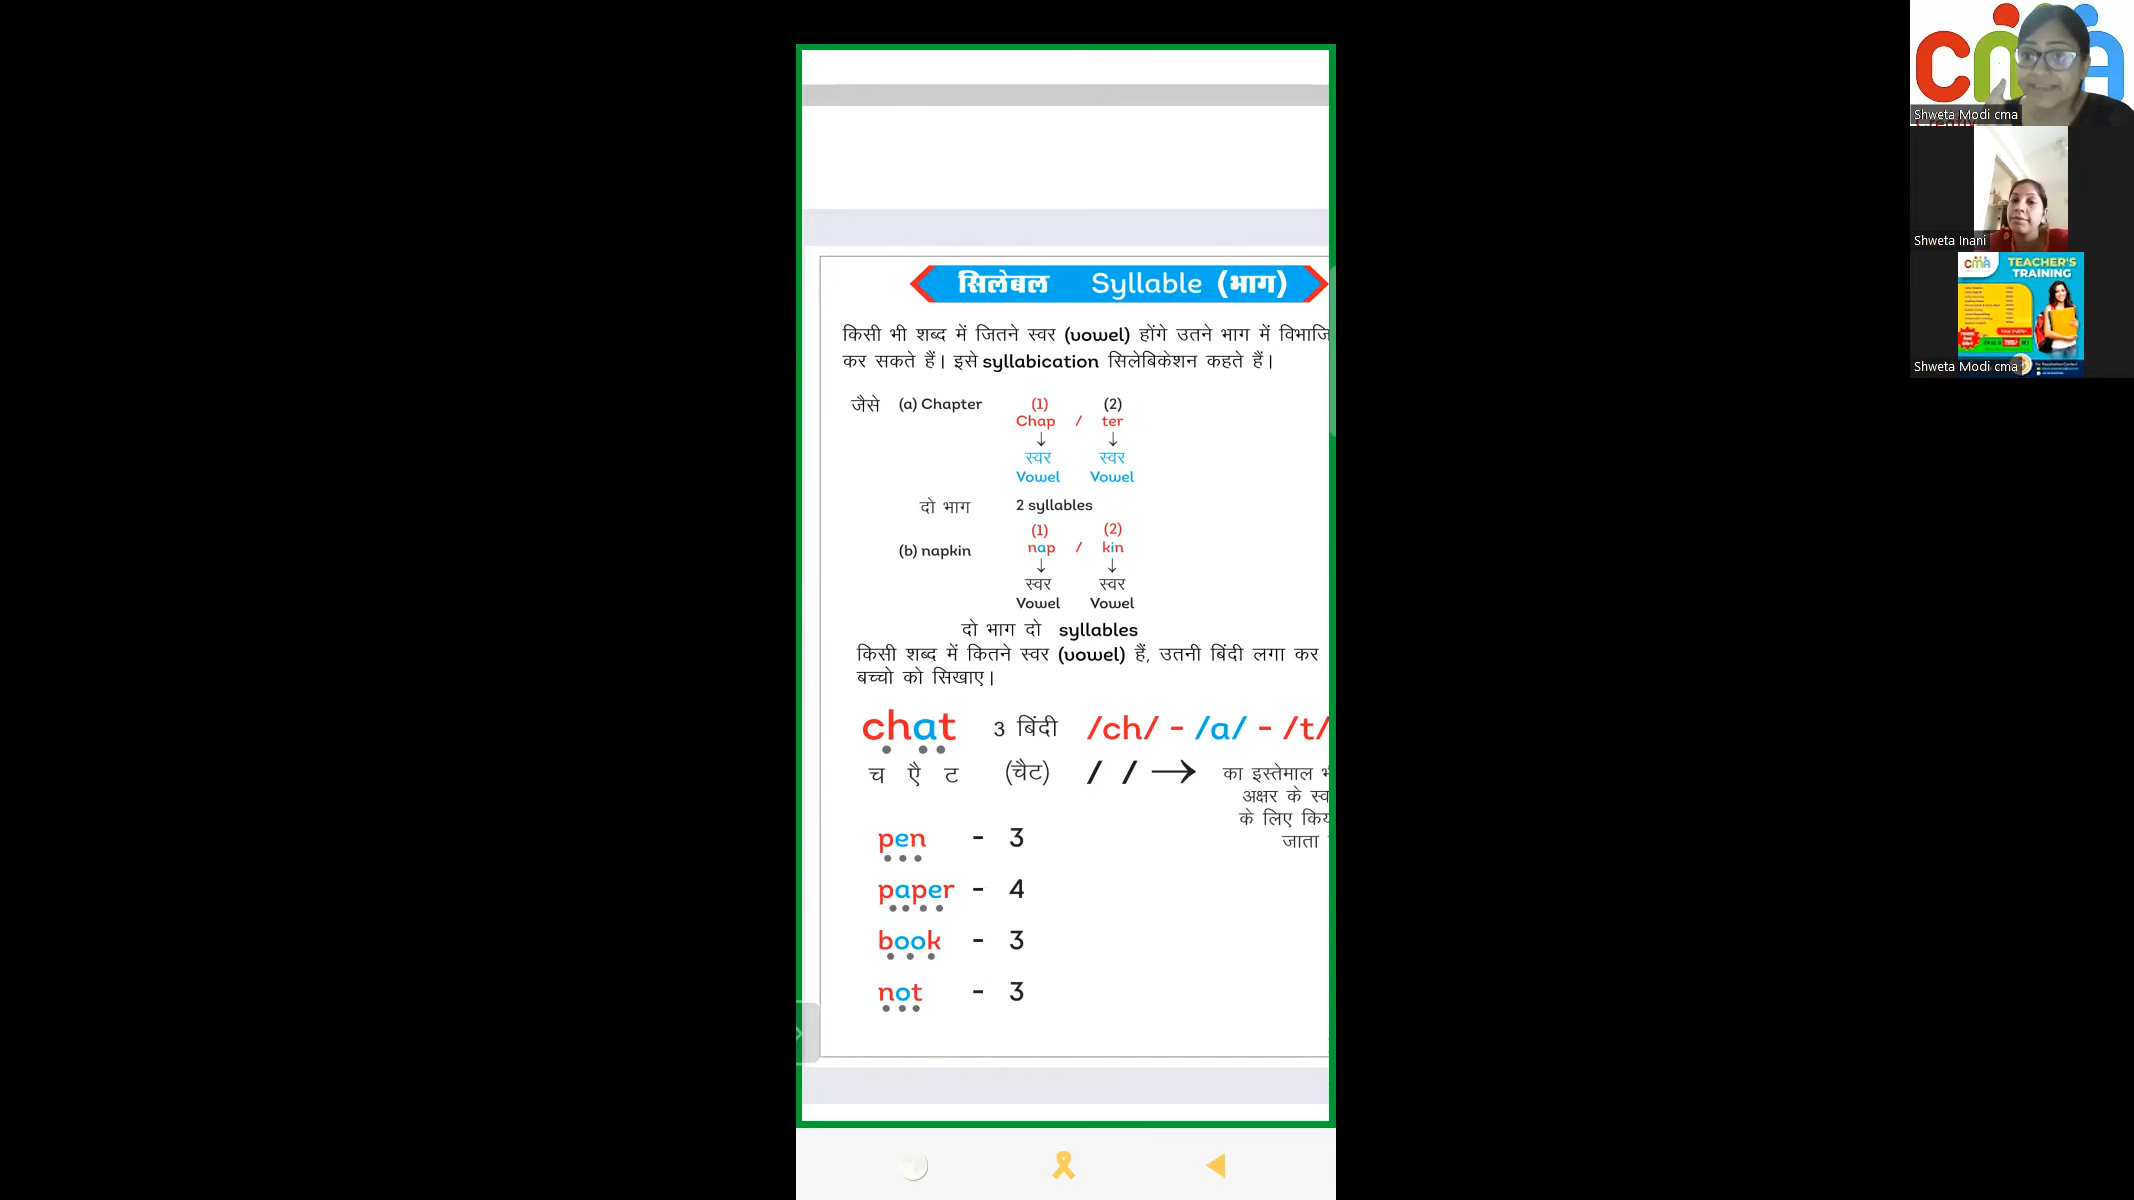 सिलेबल Syllable (भाग)
किसी भी शब्द में जितने स्वर (vowel) होंगे उतने भाग में विभाजि
कर सकते हैं। इसे syllabication सिलेबिकेशन कहते हैं।
जैसे (a) Chapter (1) (2)
Chap / ter
↓ ↓
स्वर स्वर
Vowel Vowel
दो भाग 2 syllables
(1) (2)
(b) napkin nap / kin
↓ ↓
स्वर स्वर
Vowel Vowel
दो भाग दो syllables
किसी शब्द में कितने स्वर (vowel) हैं, उतनी बिंदी लगा कर
बच्चो को सिखाए।
chat 3 बिंदी /ch/ - /a/ - /t/
च ऐ ट (चैट) / / → का इस्तेमाल
अक्षर के
के लिए
जाता
pen - 3
paper - 4
book - 3
not - 3
Shweta Modi cma
Shweta Inani
cmA TEACHER'S
TRAINING
Shweta Modi cma